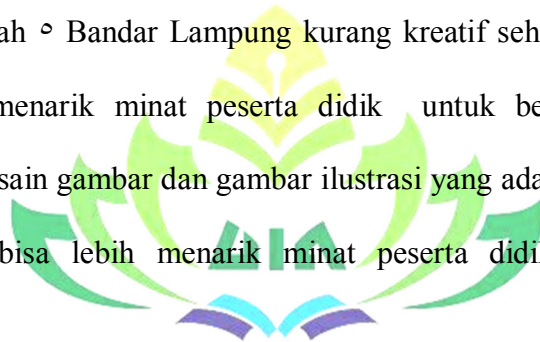 ah ٥ Bandar Lampung kurang kreatif seh
menarik minat peserta didik untuk be
sain gambar dan gambar ilustrasi yang ada
bisa lebih menarik minat peserta didi